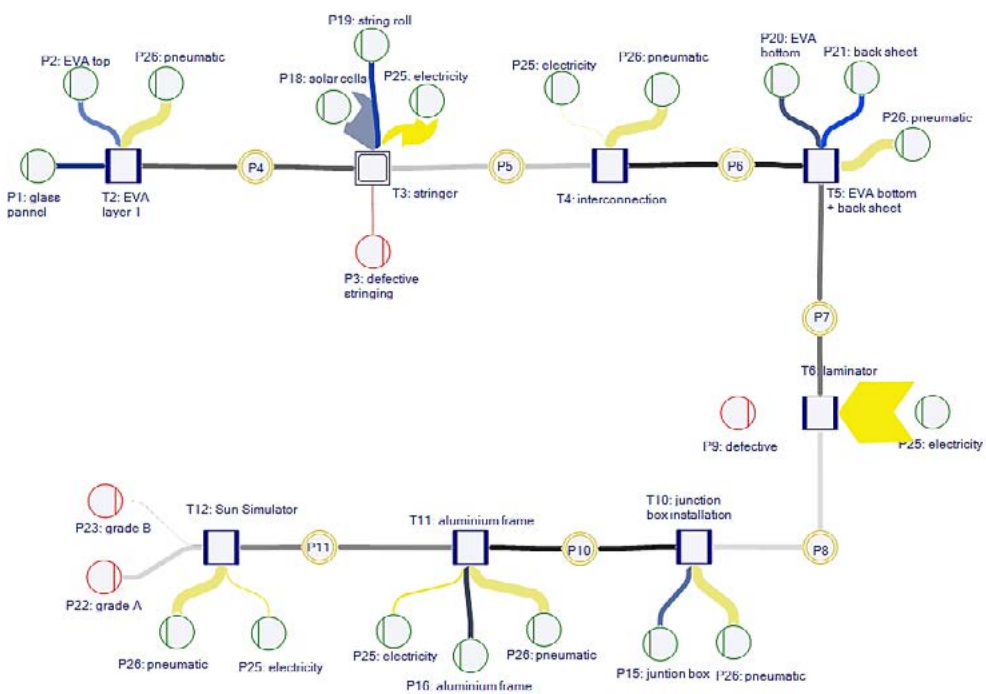 P19: string roll
P2: EVA top
P26: pneumatic
P18: solar cells
P25: electricity
P25: electricity
P26: pneumatic
P20: EVA
bottom
P21: back sheet
P26: pneumatic
P1: glass
pannel
T2: EVA
layer 1
P4
T3: stringer
P5
T4: interconnection
P6
T5: EVA bottom
+ back sheet
P3: defective
stringing
P7
T6: laminator
P9: defective
P25: electricity
P23: grade B
T12: Sun Simulator
P11
T11: aluminium frame
P10
T10: junction
box installation
P8
P22: grade A
P26: pneumatic
P25: electricity
P25: electricity
P16: aluminium frame
P26: pneumatic
P15: juntion box
P26: pneumatic